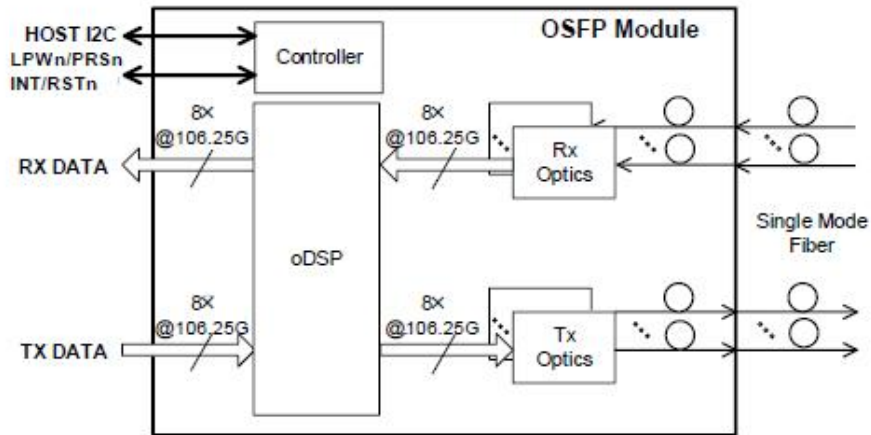 OSFP Module
HOST I2C
LPWn/PRSn
INT/RSTn
Controller
8×
@106.25G
8×
@106.25G
RX DATA
Rx
Optics
oDSP
Single Mode
Fiber
8×
@106.25G
8×
@106.25G
TX DATA
Tx
Optics